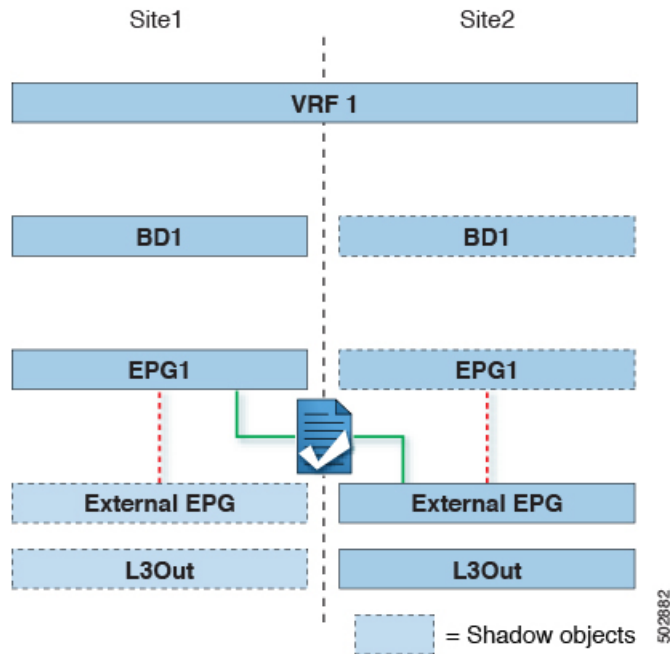 Site1
Site2
VRF 1
BD1
BD1
EPG1
EPG1
External EPG
External EPG
L3Out
L3Out
= Shadow objects
502882